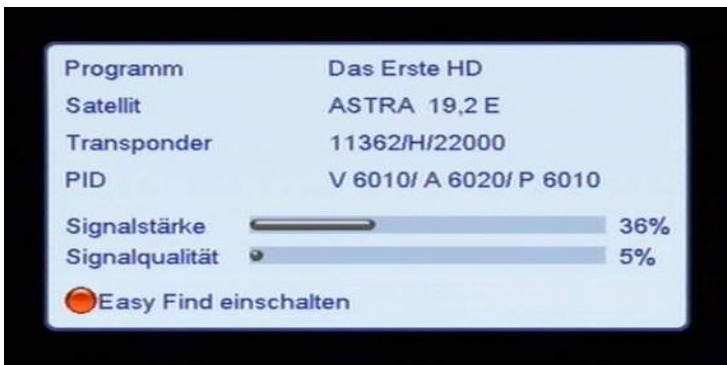 Programm Das Erste HD
Satellit ASTRA 19,2 E
Transponder 11362/H/22000
PID V 6010/ A 6020/ P 6010
Signalstärke 36%
Signalqualität 5%
Easy Find einschalten